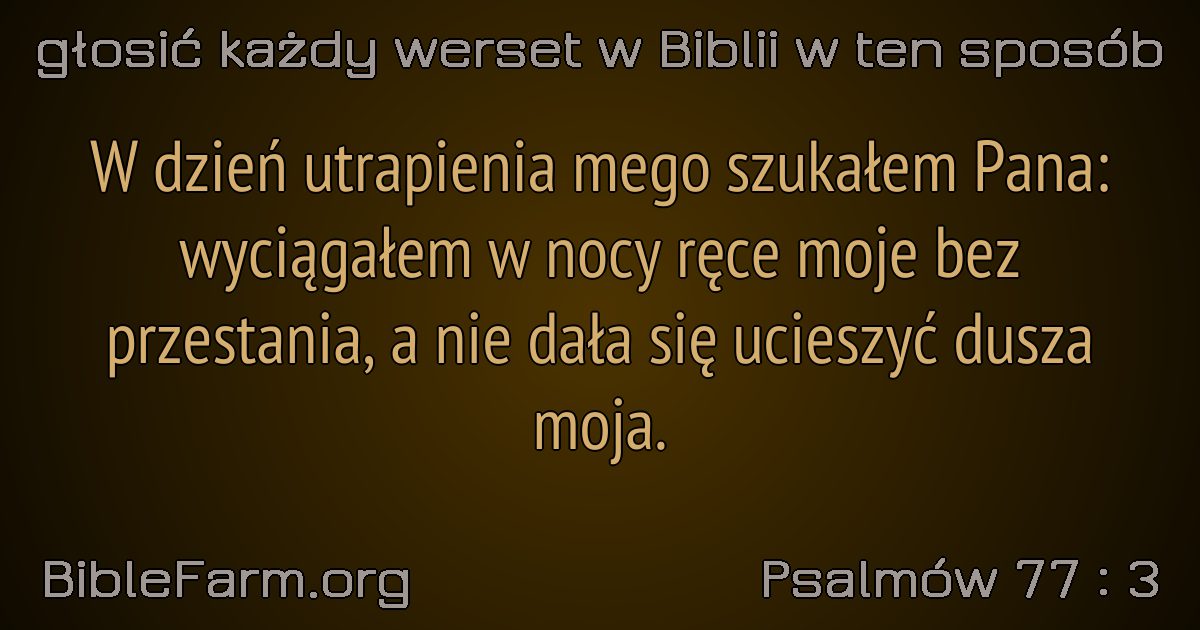 głosić każdy werset w Biblii w ten sposób
W dzień utrapienia mego szukałem Pana:
wyciągałem w nocy ręce moje bez
przestania, a nie dała się ucieszyć dusza
moja.
BibleFarm.org
Psalmów 77 : 3